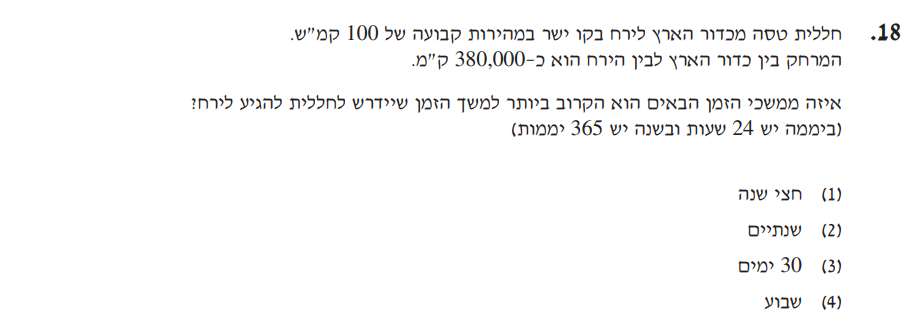 18. חללית טסה מכדור הארץ לירח בקו ישר במהירות קבועה של 100 קמ"ש.
המרחק בין כדור הארץ לבין הירח הוא כ-380,000 ק"מ.
איזה ממשכי הזמן הבאים הוא הקרוב ביותר למשך הזמן שיידרש לחללית להגיע לירח?
(ביממה יש 24 שעות ובשנה יש 365 יממות)
(1) חצי שנה
(2) שנתיים
(3) 30 ימים
(4) שבוע